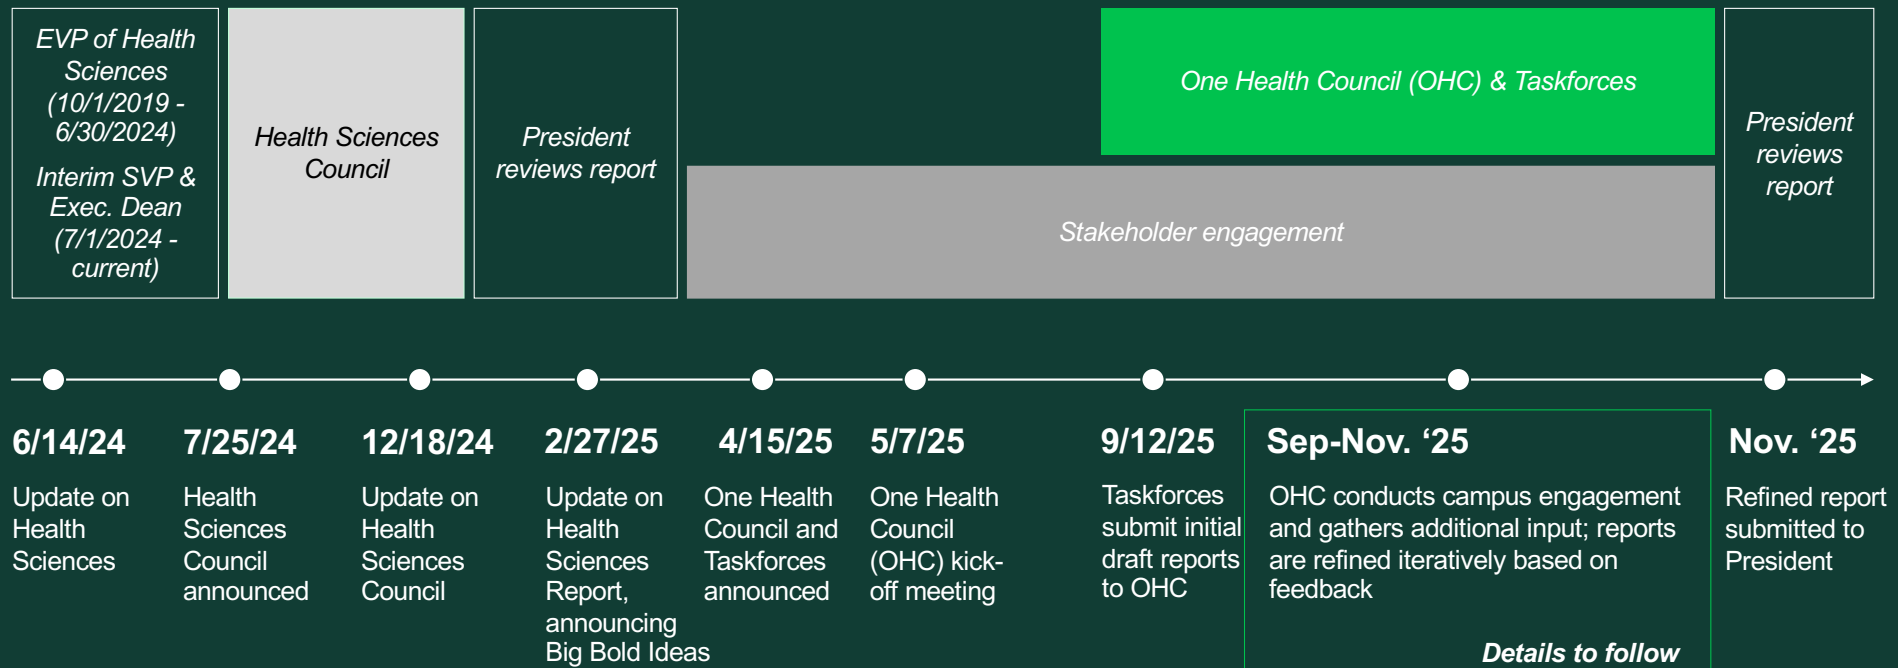 EVP of Health
Sciences
(10/1/2019 -
6/30/2024)
Interim SVP &
Exec. Dean
(7/1/2024 -
current)
Health Sciences
Council
President
reviews report
One Health Council (OHC) & Taskforces
Stakeholder engagement
President
reviews
report
6/14/24
Update on
Health
Sciences
7/25/24
Health
Sciences
Council
announced
12/18/24
Update on
Health
Sciences
Council
2/27/25
Update on
Health
Sciences
Report,
announcing
Big Bold Ideas
4/15/25
One Health
Council and
Taskforces
announced
5/7/25
One Health
Council
(OHC) kick-
off meeting
9/12/25
Taskforces
submit initial
draft reports
to OHC
Sep-Nov. ‘25
OHC conducts campus engagement
and gathers additional input; reports
are refined iteratively based on
feedback
Details to follow
Nov. ‘25
Refined report
submitted to
President